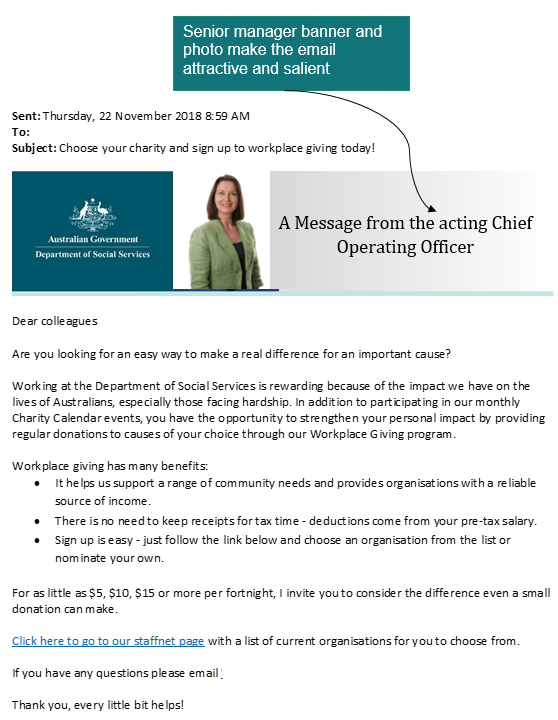 Senior manager banner and
photo make the email
attractive and salient
Sent: Thursday, 22 November 2018 8:59 AM
To:
Subject: Choose your charity and sign up to workplace giving today!
Australian Government
Department of Social Services
A Message from the acting Chief
Operating Officer
Dear colleagues
Are you looking for an easy way to make a real difference for an important cause?
Working at the Department of Social Services is rewarding because of the impact we have on the
lives of Australians, especially those facing hardship. In addition to participating in our monthly
Charity Calendar events, you have the opportunity to strengthen your personal impact by providing
regular donations to causes of your choice through our Workplace Giving program.
Workplace giving has many benefits:
• It helps us support a range of community needs and provides organisations with a reliable
source of income.
• There is no need to keep receipts for tax time - deductions come from your pre-tax salary.
• Sign up is easy - just follow the link below and choose an organisation from the list or
nominate your own.
For as little as $5, $10, $15 or more per fortnight, I invite you to consider the difference even a small
donation can make.
Click here to go to our staffnet page with a list of current organisations for you to choose from.
If you have any questions please email
Thank you, every little bit helps!